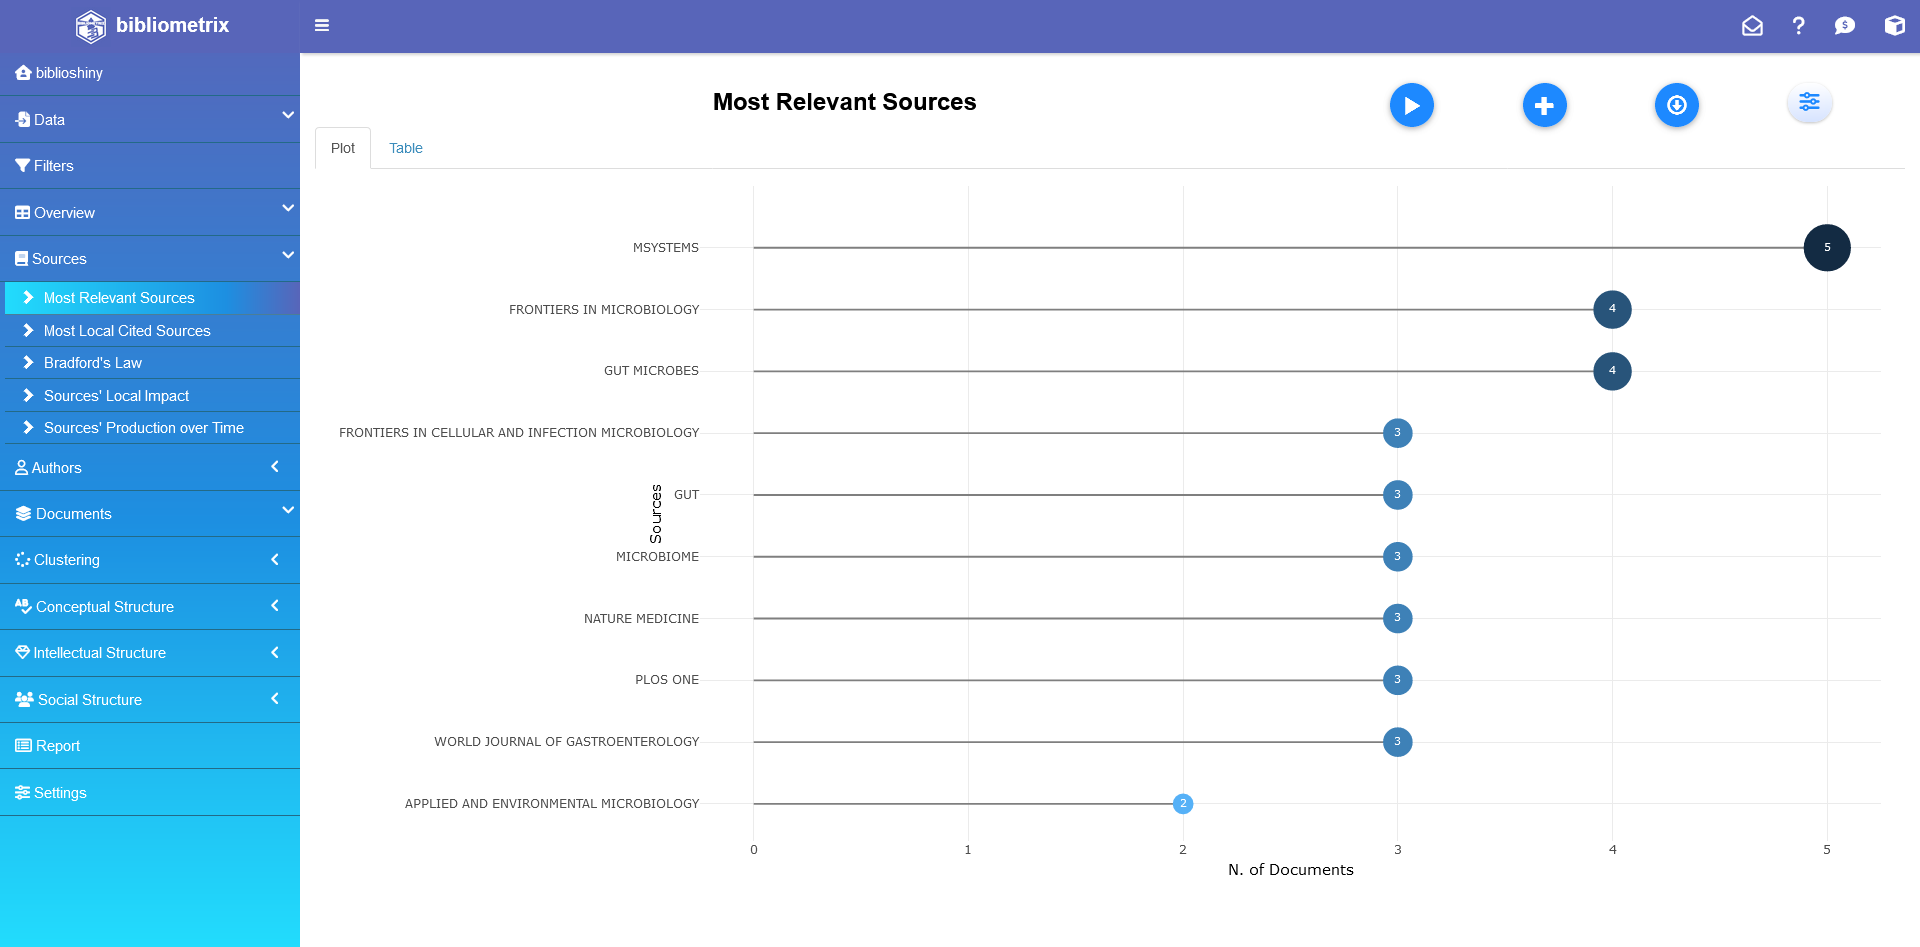 bibliometrix
biblioshiny
Data
Filters
Overview
Sources
Most Relevant Sources
Most Local Cited Sources
Bradford's Law
Sources' Local Impact
Sources' Production over Time
Authors
Documents
Clustering
Conceptual Structure
Intellectual Structure
Social Structure
Report
Settings
Most Relevant Sources
Plot Table
MSYSTEMS 5
FRONTIERS IN MICROBIOLOGY 4
GUT MICROBES 4
FRONTIERS IN CELLULAR AND INFECTION MICROBIOLOGY 3
GUT 3
Sources
MICROBIOME 3
NATURE MEDICINE 3
PLOS ONE 3
WORLD JOURNAL OF GASTROENTEROLOGY 3
APPLIED AND ENVIRONMENTAL MICROBIOLOGY 2
0 1 2 3 4 5
N. of Documents